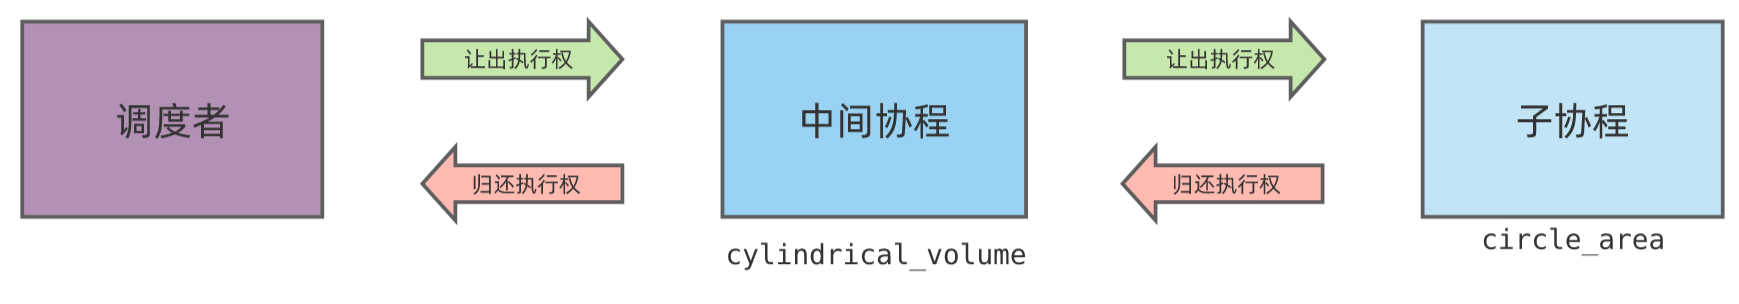 调度者
让出执行权
归还执行权
中间协程
cylindrical_volume
让出执行权
归还执行权
子协程
circle_area